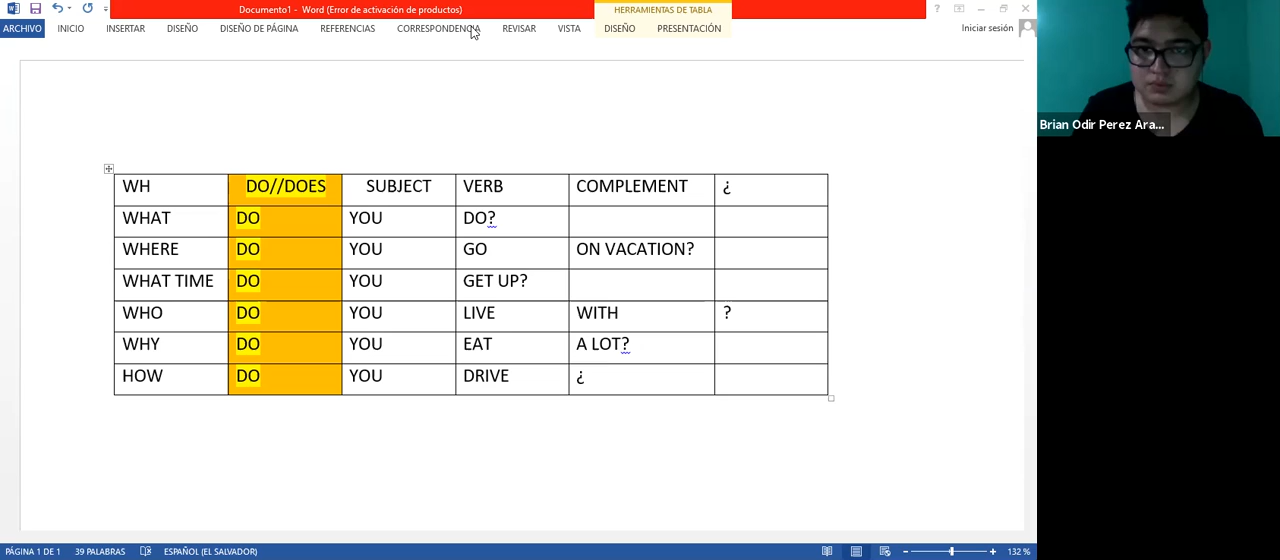 Documento1 - Word (Error de activación de productos)
HERRAMIENTAS DE TABLA
?
ARCHIVO INICIO INSERTAR DISEÑO DISEÑO DE PÁGINA REFERENCIAS CORRESPONDENCIA REVISAR VISTA DISEÑO PRESENTACIÓN Iniciar sesión
Brian Odir Perez Ara...
WH DO//DOES SUBJECT VERB COMPLEMENT ¿
WHAT DO YOU DO?
WHERE DO YOU GO ON VACATION?
WHAT TIME DO YOU GET UP?
WHO DO YOU LIVE WITH ?
WHY DO YOU EAT A LOT?
HOW DO YOU DRIVE ¿
PÁGINA 1 DE 1 39 PALABRAS ESPAÑOL (EL SALVADOR) 132 %